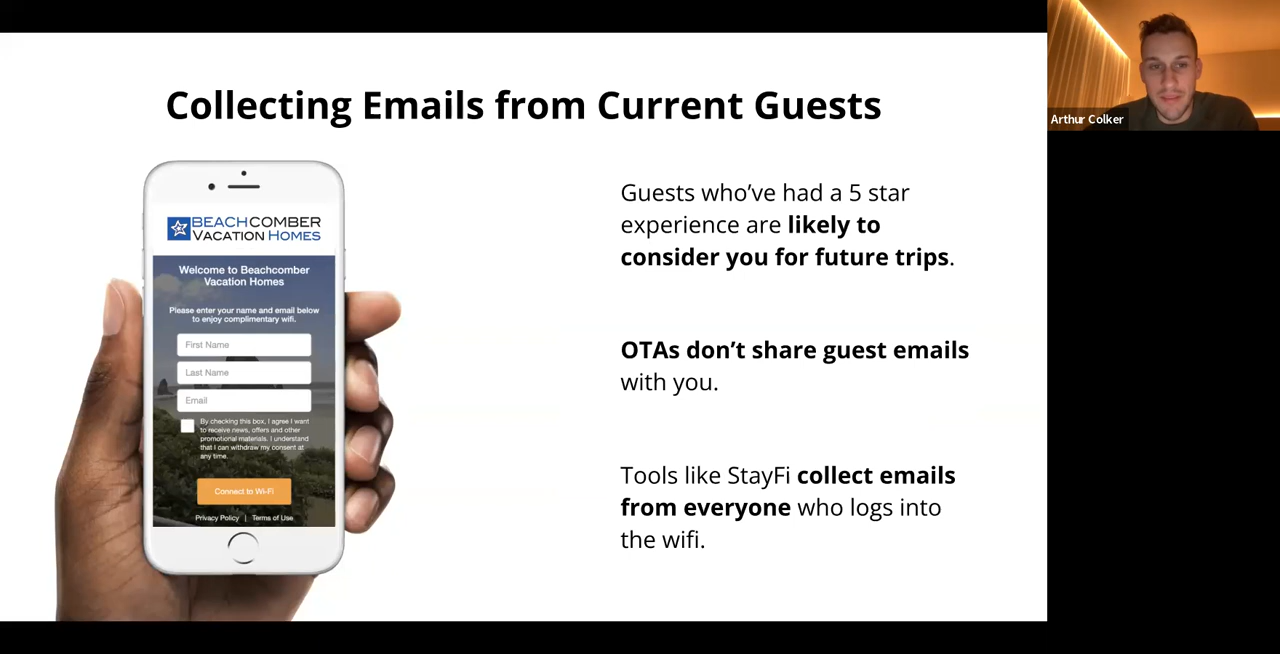 Collecting Emails from Current Guests
Arthur Colker
BEACHCOMBER
VACATION HOMES
Welcome to Beachcomber
Vacation Homes
Please enter your name and email below
to enjoy complimentary wifi.
First Name
Last Name
Email
By checking this box, I agree I want
to receive news, offers and other
promotional materials. I understand
that I can withdraw my consent at
any time.
Connect to Wi-Fi
Privacy Policy | Terms of Use
Guests who’ve had a 5 star
experience are likely to
consider you for future trips.
OTAs don’t share guest emails
with you.
Tools like StayFi collect emails
from everyone who logs into
the wifi.